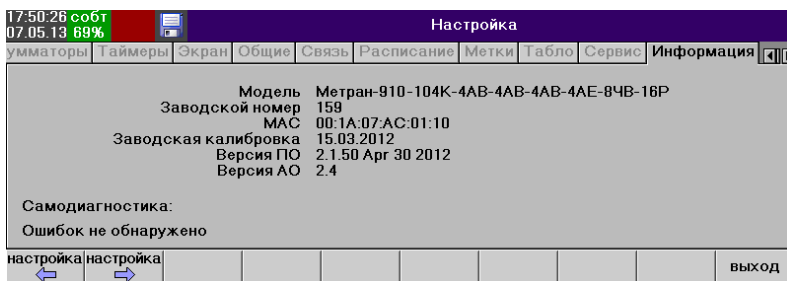 17:50:26 собт
07.05.13 69%
Настройка
умматоры Таймеры Экран Общие Связь Расписание Метки Табло Сервис Информация
Модель Метран-910-104К-4АВ-4АВ-4АВ-4АЕ-8ЧВ-16Р
Заводской номер 159
MAC 00:1A:07:AC:01:10
Заводская калибровка 15.03.2012
Версия ПО 2.1.50 Apr 30 2012
Версия АО 2.4
Самодиагностика:
Ошибок не обнаружено
настройка настройка выход